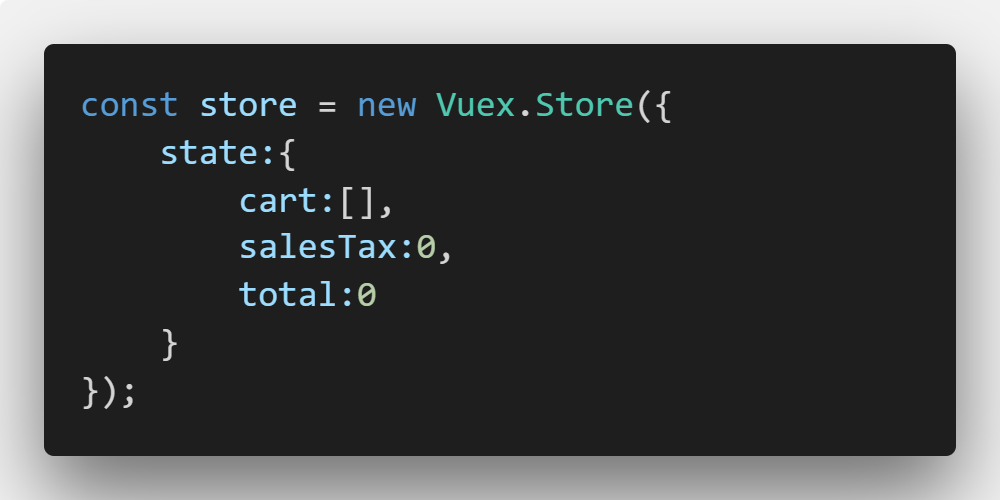 const store = new Vuex.Store({
    state:{
        cart:[],
        salesTax:0,
        total:0
    }
});